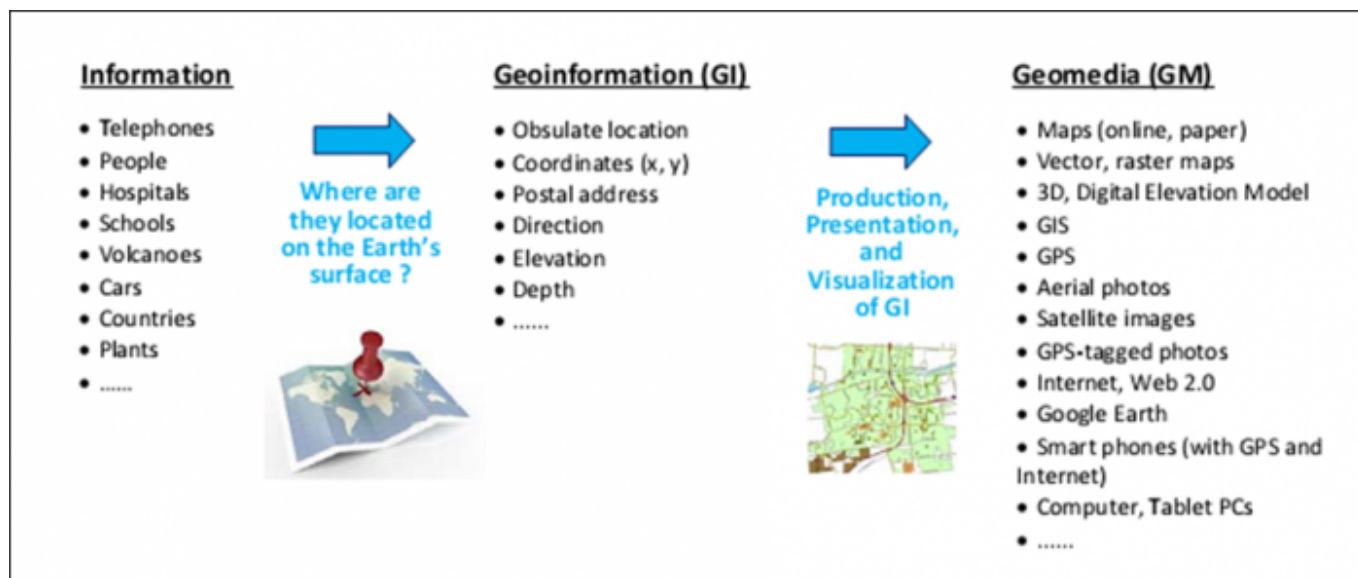 Information
• Telephones
• People
• Hospitals
• Schools
• Volcanoes
• Cars
• Countries
• Plants
• ......
Where are
they located
on the Earth's
surface ?
Geoinformation (GI)
• Obsulate location
• Coordinates (x, y)
• Postal address
• Direction
• Elevation
• Depth
• ......
Production,
Presentation,
and
Visualization
of GI
Geomedia (GM)
• Maps (online, paper)
• Vector, raster maps
• 3D, Digital Elevation Model
• GIS
• GPS
• Aerial photos
• Satellite images
• GPS-tagged photos
• Internet, Web 2.0
• Google Earth
• Smart phones (with GPS and
Internet)
• Computer, Tablet PCs
• ......